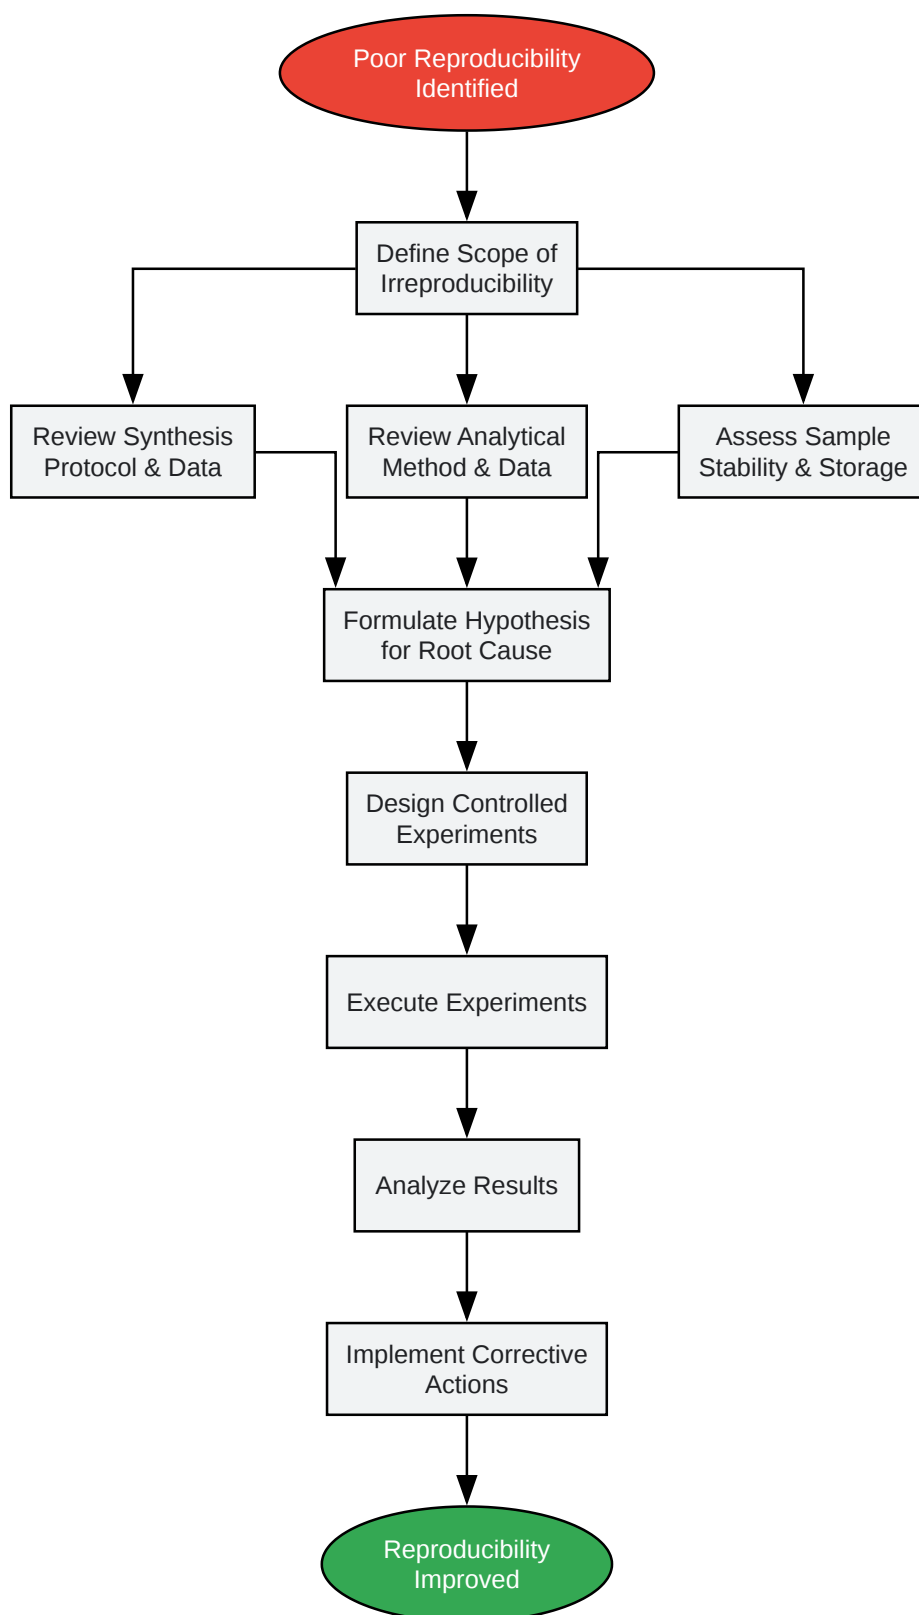 Poor Reproducibility
Identified
Define Scope of
Irreproducibility
Review Synthesis
Protocol & Data
Review Analytical
Method & Data
Assess Sample
Stability & Storage
Formulate Hypothesis
for Root Cause
Design Controlled
Experiments
Execute Experiments
Analyze Results
Implement Corrective
Actions
Reproducibility
Improved